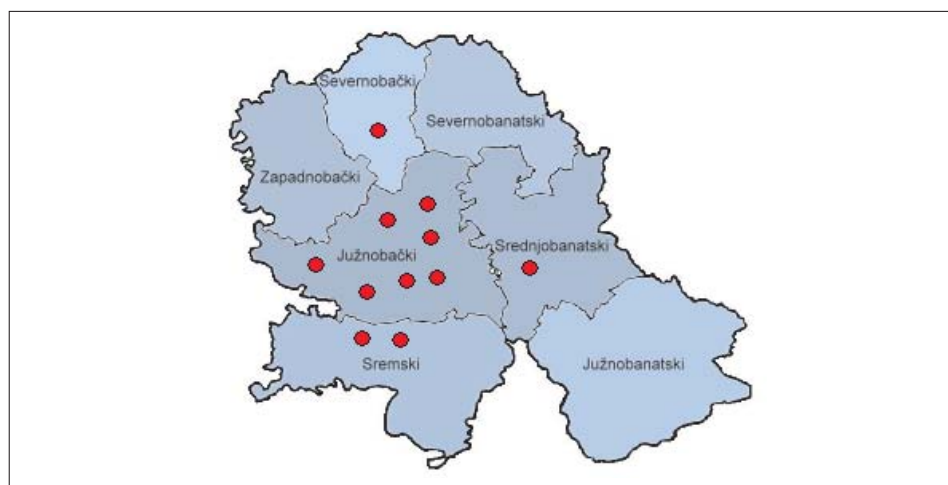 Severnobački
Severnobanatski
Zapadnobački
Srednjobanatski
Južnobački
Sremski
Južnobanatski